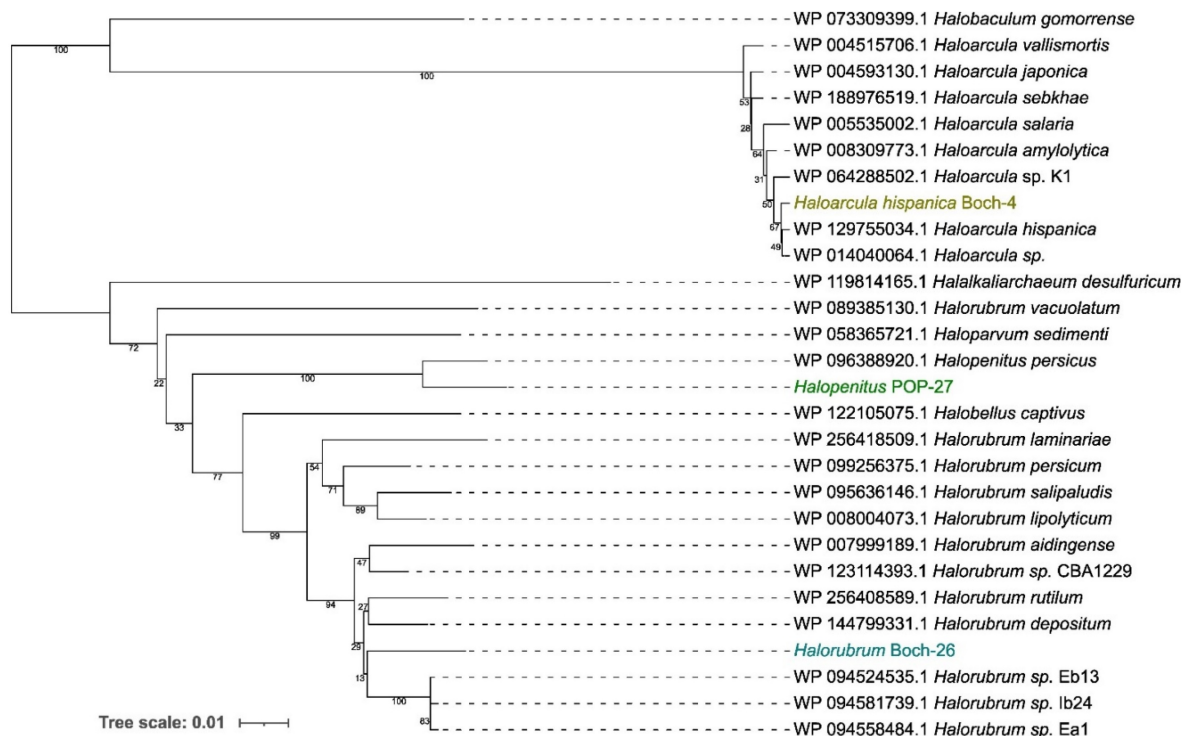 WP 073309399.1 Halobaculum gomorrense
100
WP 004515706.1 Haloarcula vallismortis
WP 004593130.1 Haloarcula japonica
100
WP 188976519.1 Haloarcula sebkhae
53
WP 005535002.1 Haloarcula salaria
28
WP 008309773.1 Haloarcula amylolytica
64
WP 064288502.1 Haloarcula sp. K1
31
Haloarcula hispanica Boch-4
50
WP 129755034.1 Haloarcula hispanica
67
WP 014040064.1 Haloarcula sp.
49
WP 119814165.1 Halalkaliarchaeum desulfuricum
WP 089385130.1 Halorubrum vacuolatum
72
WP 058365721.1 Haloparvum sedimenti
WP 096388920.1 Halopenitus persicus
22
100
Halopenitus POP-27
WP 122105075.1 Halobellus captivus
33
WP 256418509.1 Halorubrum laminariae
77
54
WP 099256375.1 Halorubrum persicum
71
WP 095636146.1 Halorubrum salipaludis
89
WP 008004073.1 Halorubrum lipolyticum
99
WP 007999189.1 Halorubrum aidingense
47
WP 123114393.1 Halorubrum sp. CBA1229
WP 256408589.1 Halorubrum rutilum
94
27
WP 144799331.1 Halorubrum depositum
29
Halorubrum Boch-26
13
WP 094524535.1 Halorubrum sp. Eb13
100
WP 094581739.1 Halorubrum sp. Ib24
Tree scale: 0.01
63
WP 094558484.1 Halorubrum sp. Ea1